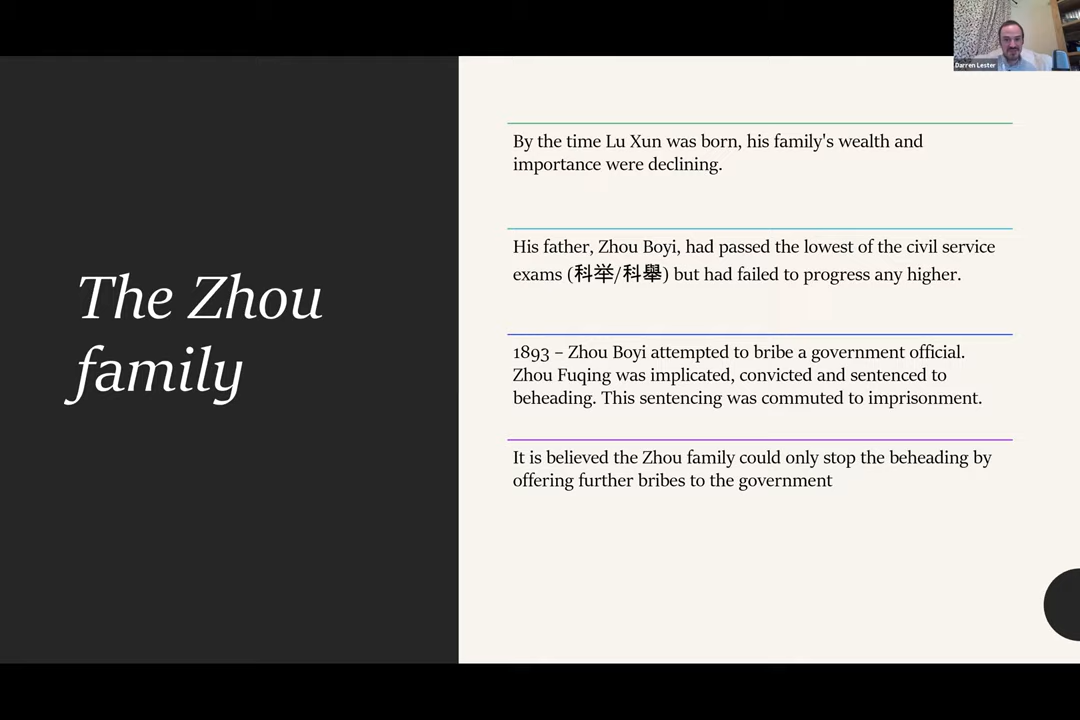 Darren Lester
The Zhou
family
By the time Lu Xun was born, his family's wealth and
importance were declining.
His father, Zhou Boyi, had passed the lowest of the civil service
exams (科举/科舉) but had failed to progress any higher.
1893 – Zhou Boyi attempted to bribe a government official.
Zhou Fuqing was implicated, convicted and sentenced to
beheading. This sentencing was commuted to imprisonment.
It is believed the Zhou family could only stop the beheading by
offering further bribes to the government